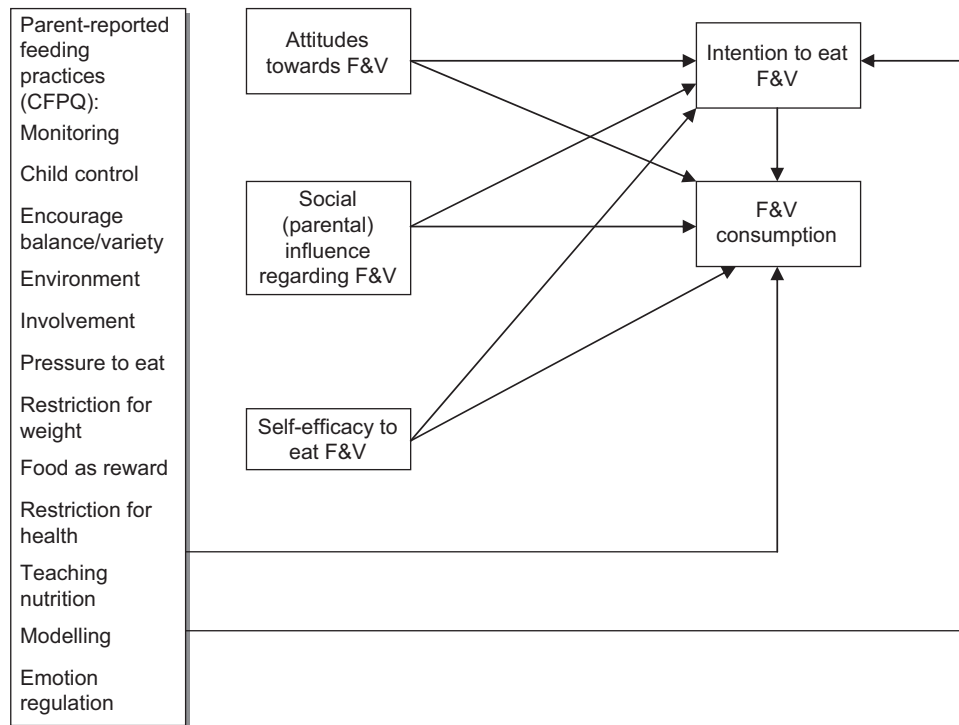 Parent-reported
feeding
practices
(CFPQ):
Monitoring
Child control
Encourage
balance/variety
Environment
Involvement
Pressure to eat
Restriction for
weight
Food as reward
Restriction for
health
Teaching
nutrition
Modelling
Emotion
regulation
Attitudes
towards F&V
Social
(parental)
influence
regarding F&V
Self-efficacy to
eat F&V
Intention to eat
F&V
F&V
consumption